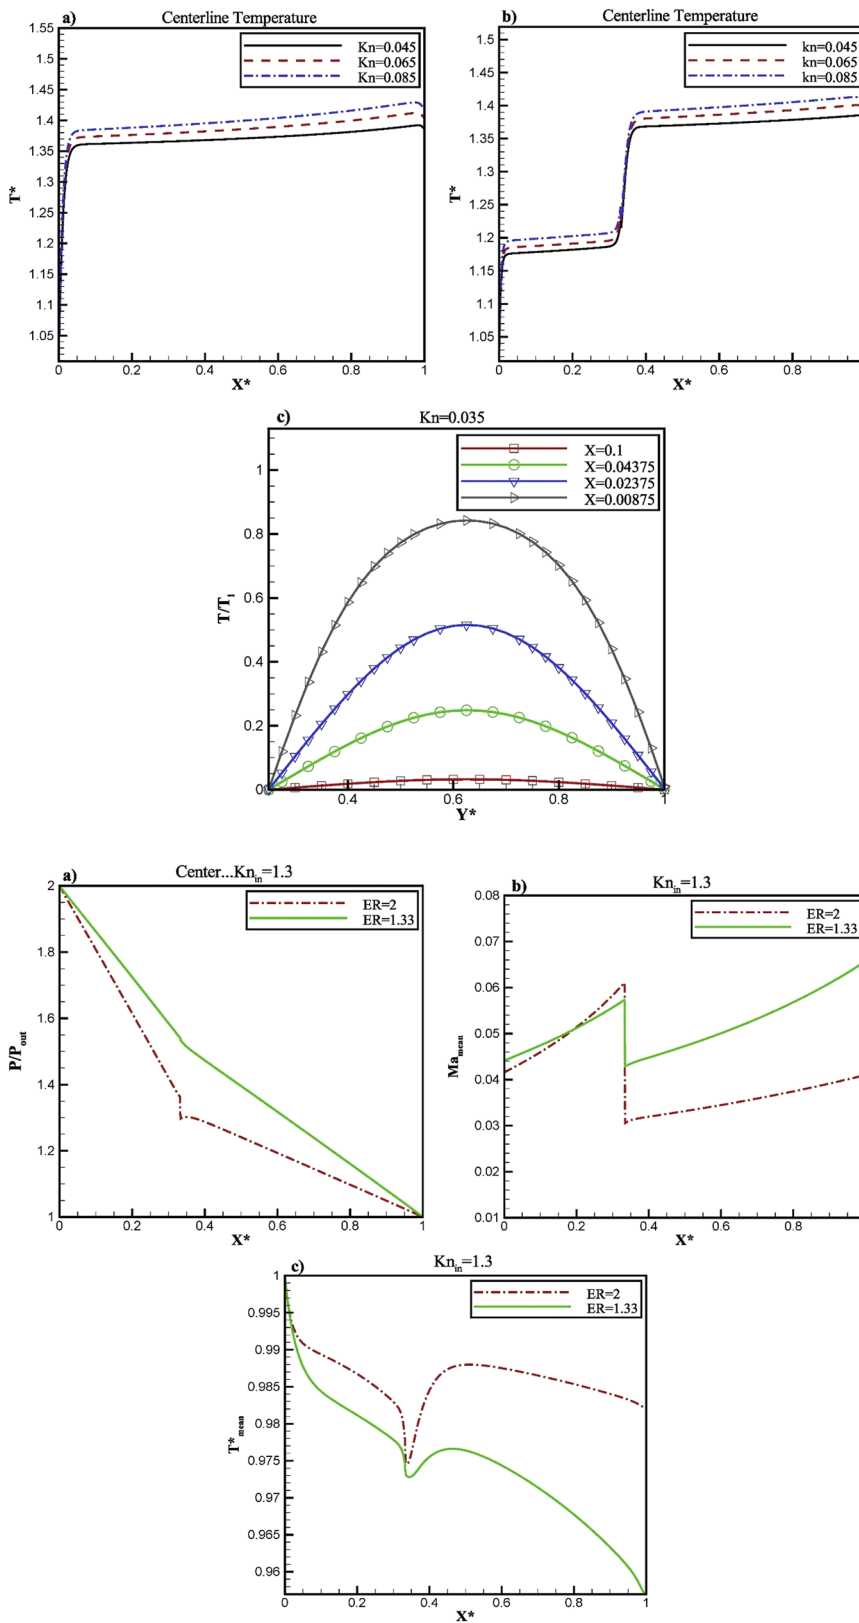 a)
Centerline Temperature
Kn=0.045
Kn=0.065
Kn=0.085
1.55
1.5
1.45
1.4
1.35
1.3
1.25
1.2
1.15
1.1
1.05
T*
0 0.2 0.4 0.6 0.8 1
X*
b)
Centerline Temperature
kn=0.045
kn=0.065
kn=0.085
1.5
1.45
1.4
1.35
1.3
1.25
1.2
1.15
1.1
1.05
T*
0 0.2 0.4 0.6 0.8
X*
c)
Kn=0.035
X=0.1
X=0.04375
X=0.02375
X=0.00875
1
0.8
0.6
0.4
0.2
0
T/T1
0.4 0.6 0.8 1
Y*
a)
Center...Knin=1.3
ER=2
ER=1.33
2
1.8
1.6
1.4
1.2
1
P/Pout
0 0.2 0.4 0.6 0.8 1
X*
b)
Knin=1.3
ER=2
ER=1.33
0.08
0.07
0.06
0.05
0.04
0.03
0.02
0.01
Mamean
0 0.2 0.4 0.6 0.8
X*
c)
Knin=1.3
ER=2
ER=1.33
1
0.995
0.99
0.985
0.98
0.975
0.97
0.965
0.96
T*mean
0 0.2 0.4 0.6 0.8 1
X*